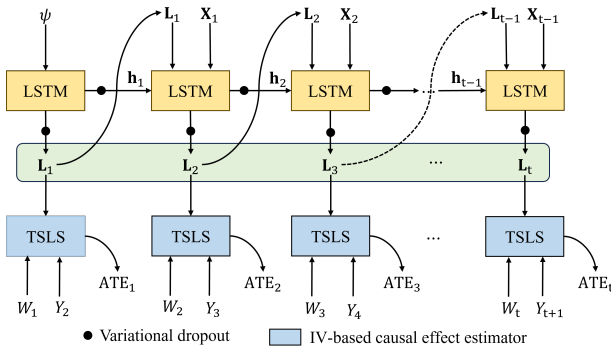 ψ L₁ X₁ L₂ X₂ Lₜ₋₁ Xₜ₋₁
LSTM h₁ LSTM h₂ LSTM ... hₜ₋₁ LSTM
L₁ L₂ L₃ ... Lₜ
TSLS TSLS TSLS ... TSLS
ATE₁ ATE₂ ATE₃ ATEₜ
W₁ Y₂ W₂ Y₃ W₃ Y₄ Wₜ Yₜ₊₁
Variational dropout IV-based causal effect estimator